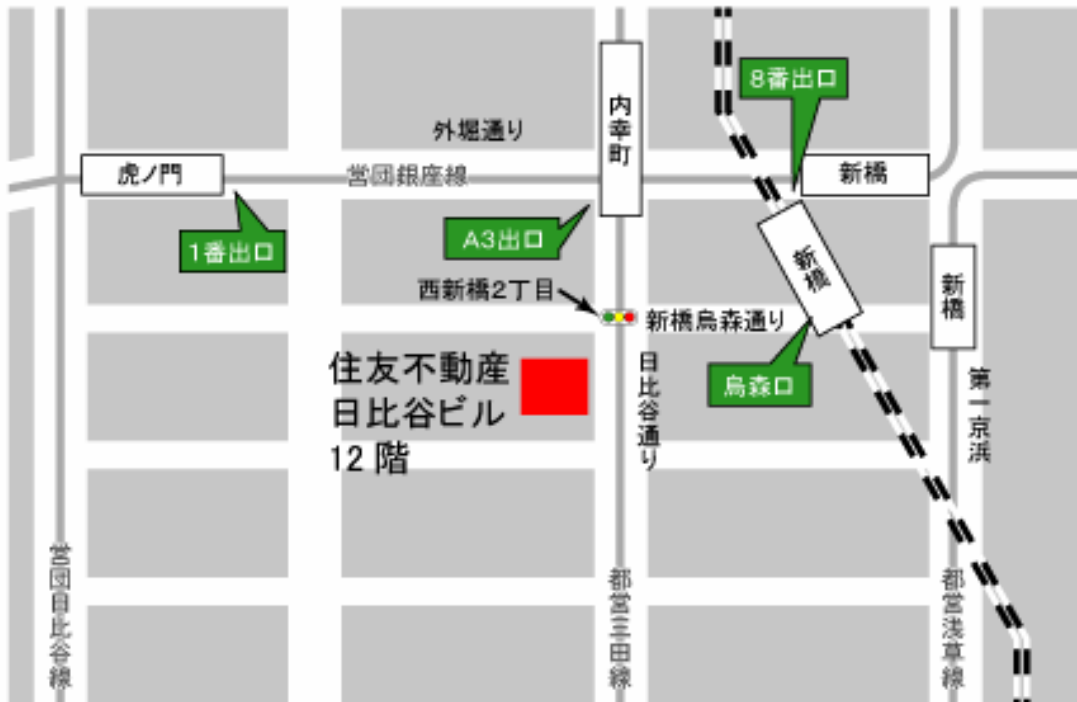 8番出口
内幸町
外堀通り
虎ノ門
営団銀座線
新橋
1番出口
A3出口
新橋
新橋
西新橋2丁目
新橋烏森通り
住友不動産
日比谷ビル
12階
日比谷通り
烏森口
第一京浜
営団日比谷線
都営三田線
都営浅草線